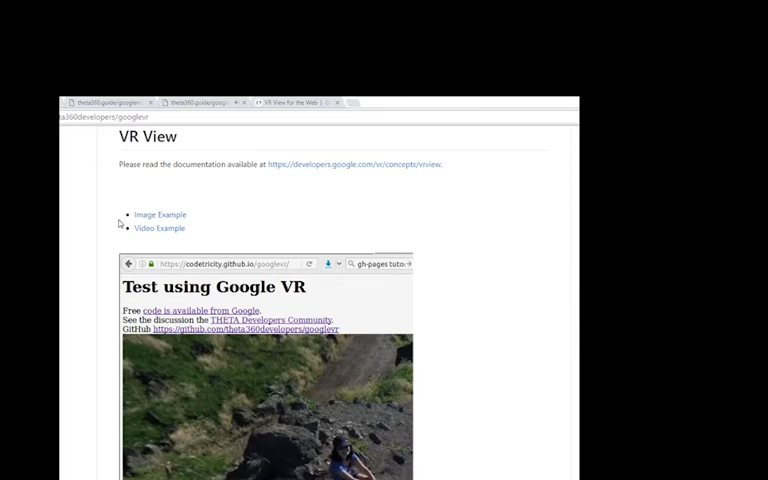 theta360.guide/googlev
theta360.guide/googl
VR View for the Web | G
ta360developers/googlevr
VR View
Please read the documentation available at https://developers.google.com/vr/concepts/vrview.
Image Example
Video Example
https://codetricity.github.io/googlevr/
gh-pages tuto
Test using Google VR
Free code is available from Google.
See the discussion the THETA Developers Community.
GitHub https://github.com/theta360developers/googlevr